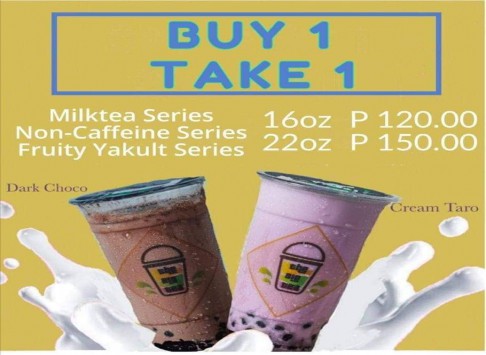 BUY 1
TAKE 1
Milktea Series
Non-Caffeine Series
Fruity Yakult Series
16oz P 120.00
22oz P 150.00
Dark Choco
Cream Taro